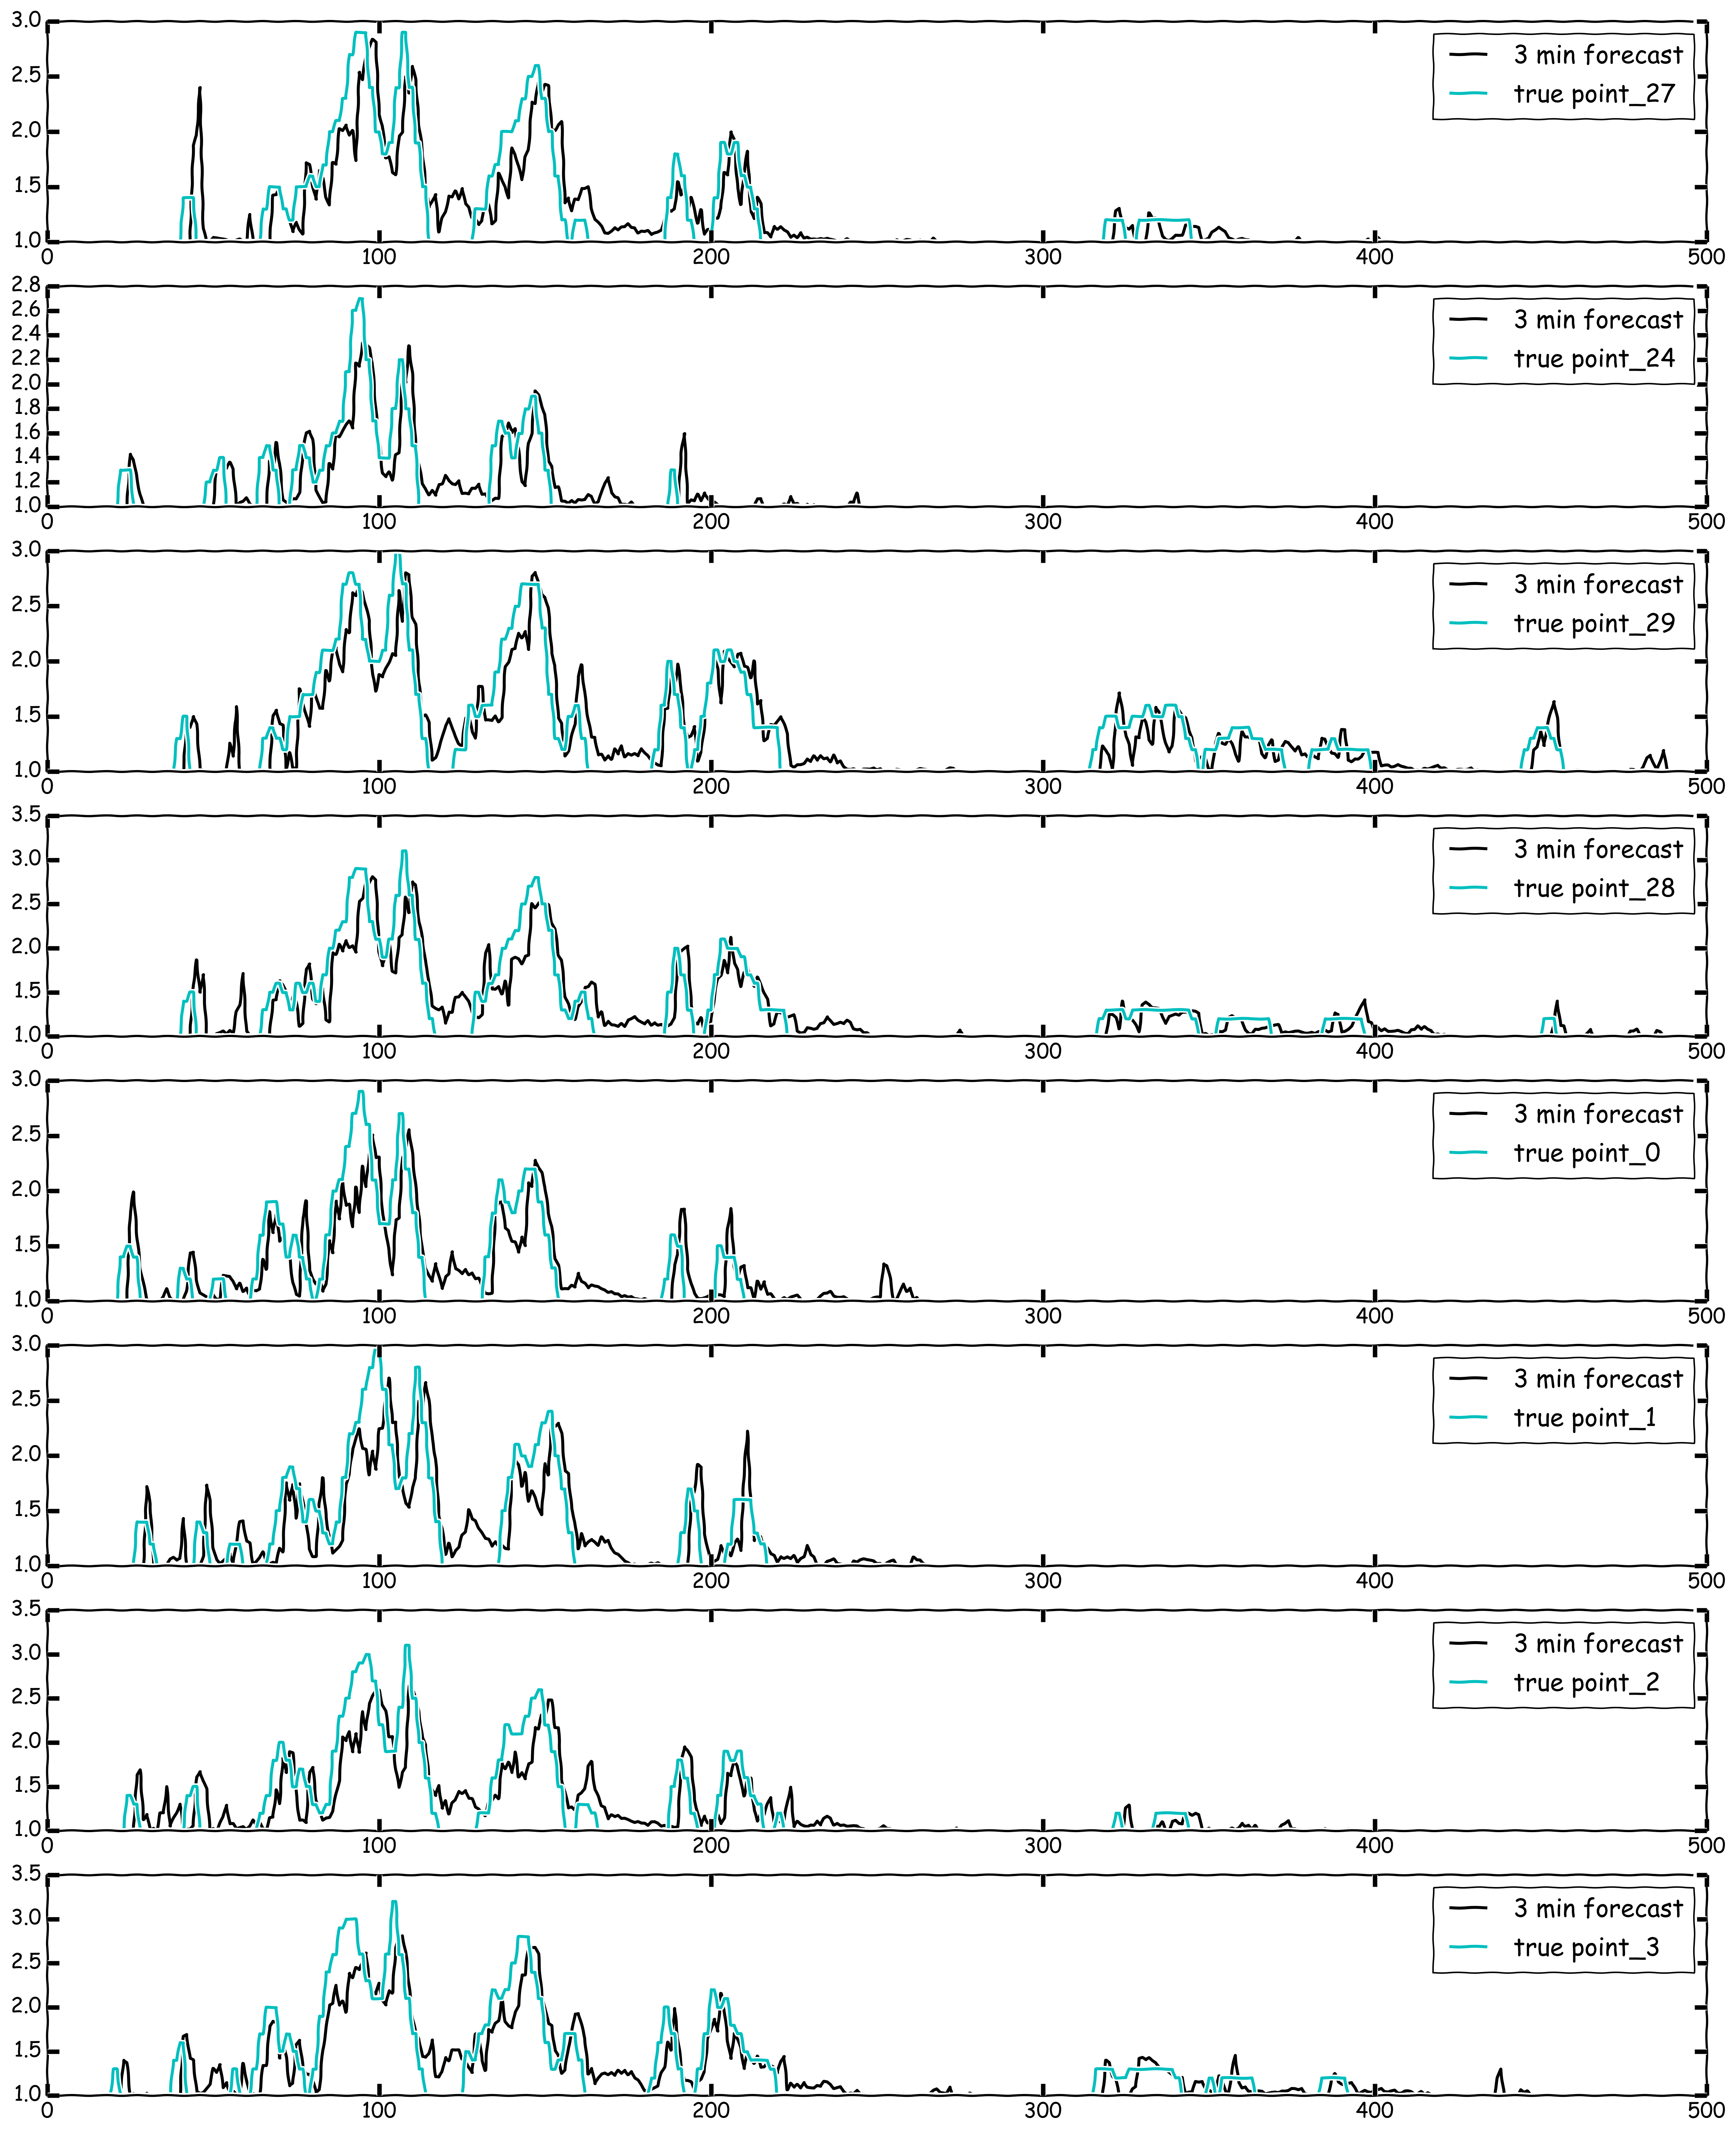 3.0
2.5
2.0
1.5
1.0
3 min forecast
true point_27
0 100 200 300 400 500
2.8
2.6
2.4
2.2
2.0
1.8
1.6
1.4
1.2
1.0
3 min forecast
true point_24
0 100 200 300 400 500
3.0
2.5
2.0
1.5
1.0
3 min forecast
true point_29
0 100 200 300 400 500
3.5
3.0
2.5
2.0
1.5
1.0
3 min forecast
true point_28
0 100 200 300 400 500
3.0
2.5
2.0
1.5
1.0
3 min forecast
true point_0
0 100 200 300 400 500
3.0
2.5
2.0
1.5
1.0
3 min forecast
true point_1
0 100 200 300 400 500
3.5
3.0
2.5
2.0
1.5
1.0
3 min forecast
true point_2
0 100 200 300 400 500
3.5
3.0
2.5
2.0
1.5
1.0
3 min forecast
true point_3
0 100 200 300 400 500